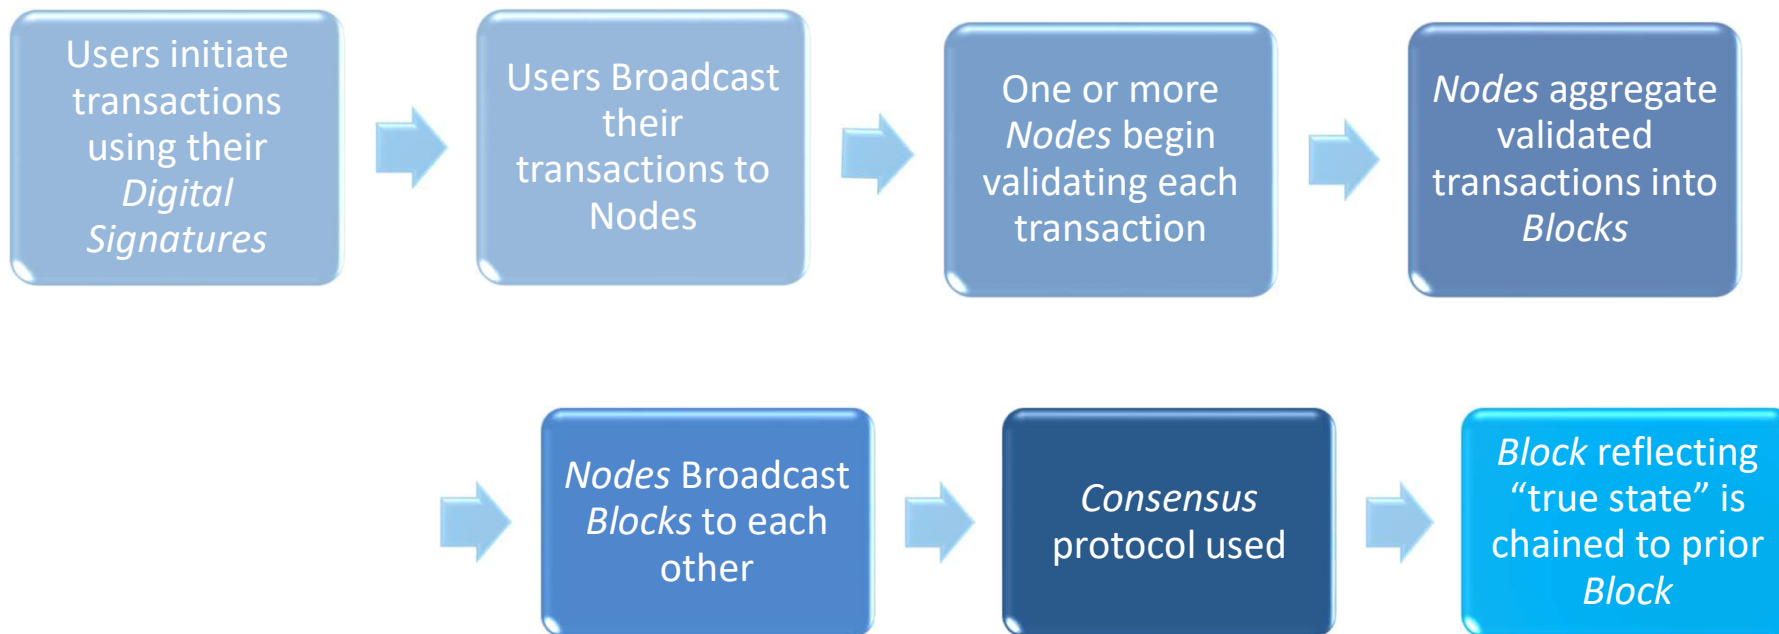 Users initiate
transactions
using their
Digital
Signatures
Users Broadcast
their
transactions to
Nodes
One or more
Nodes begin
validating each
transaction
Nodes aggregate
validated
transactions into
Blocks
Nodes Broadcast
Blocks to each
other
Consensus
protocol used
Block reflecting
“true state” is
chained to prior
Block